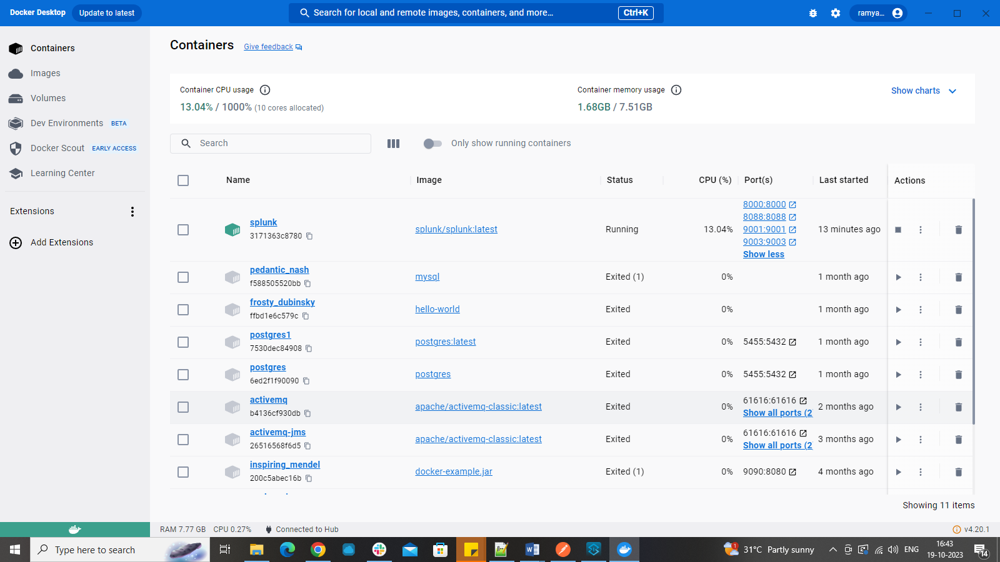 Docker Desktop Update to latest Search for local and remote images, containers, and more... Ctrl+K ramya...
Containers
Images
Volumes
Dev Environments BETA
Docker Scout EARLY ACCESS
Learning Center
Extensions
Add Extensions
Containers Give feedback
Container CPU usage
13.04% / 1000% (10 cores allocated)
Container memory usage
1.68GB / 7.51GB
Show charts
Search
Only show running containers
Name Image Status CPU (%) Port(s) Last started Actions
splunk
3171363c8780
splunk/splunk:latest Running 13.04%
8000:8000
8088:8088
9001:9001
9003:9003
Show less
13 minutes ago
pedantic_nash
f588505520bb
mysql Exited (1) 0% 1 month ago
frosty_dubinsky
ffbd1e6c579c
hello-world Exited 0% 1 month ago
postgres1
7530dec84908
postgres:latest Exited 0% 5455:5432 1 month ago
postgres
6ed2f1f90090
postgres Exited 0% 5455:5432 1 month ago
activemq
b4136cf930db
apache/activemq-classic:latest Exited 0%
61616:61616
Show all ports (2
2 months ago
activemq-jms
26516568f6d5
apache/activemq-classic:latest Exited 0%
61616:61616
Show all ports (2
3 months ago
inspiring_mendel
200c5abec16b
docker-example.jar Exited (1) 0% 9090:8080 4 months ago
Showing 11 items
RAM 7.77 GB CPU 0.27% Connected to Hub v4.20.1
Type here to search
1
31°C Partly sunny
ENG
16:43
19-10-2023
14